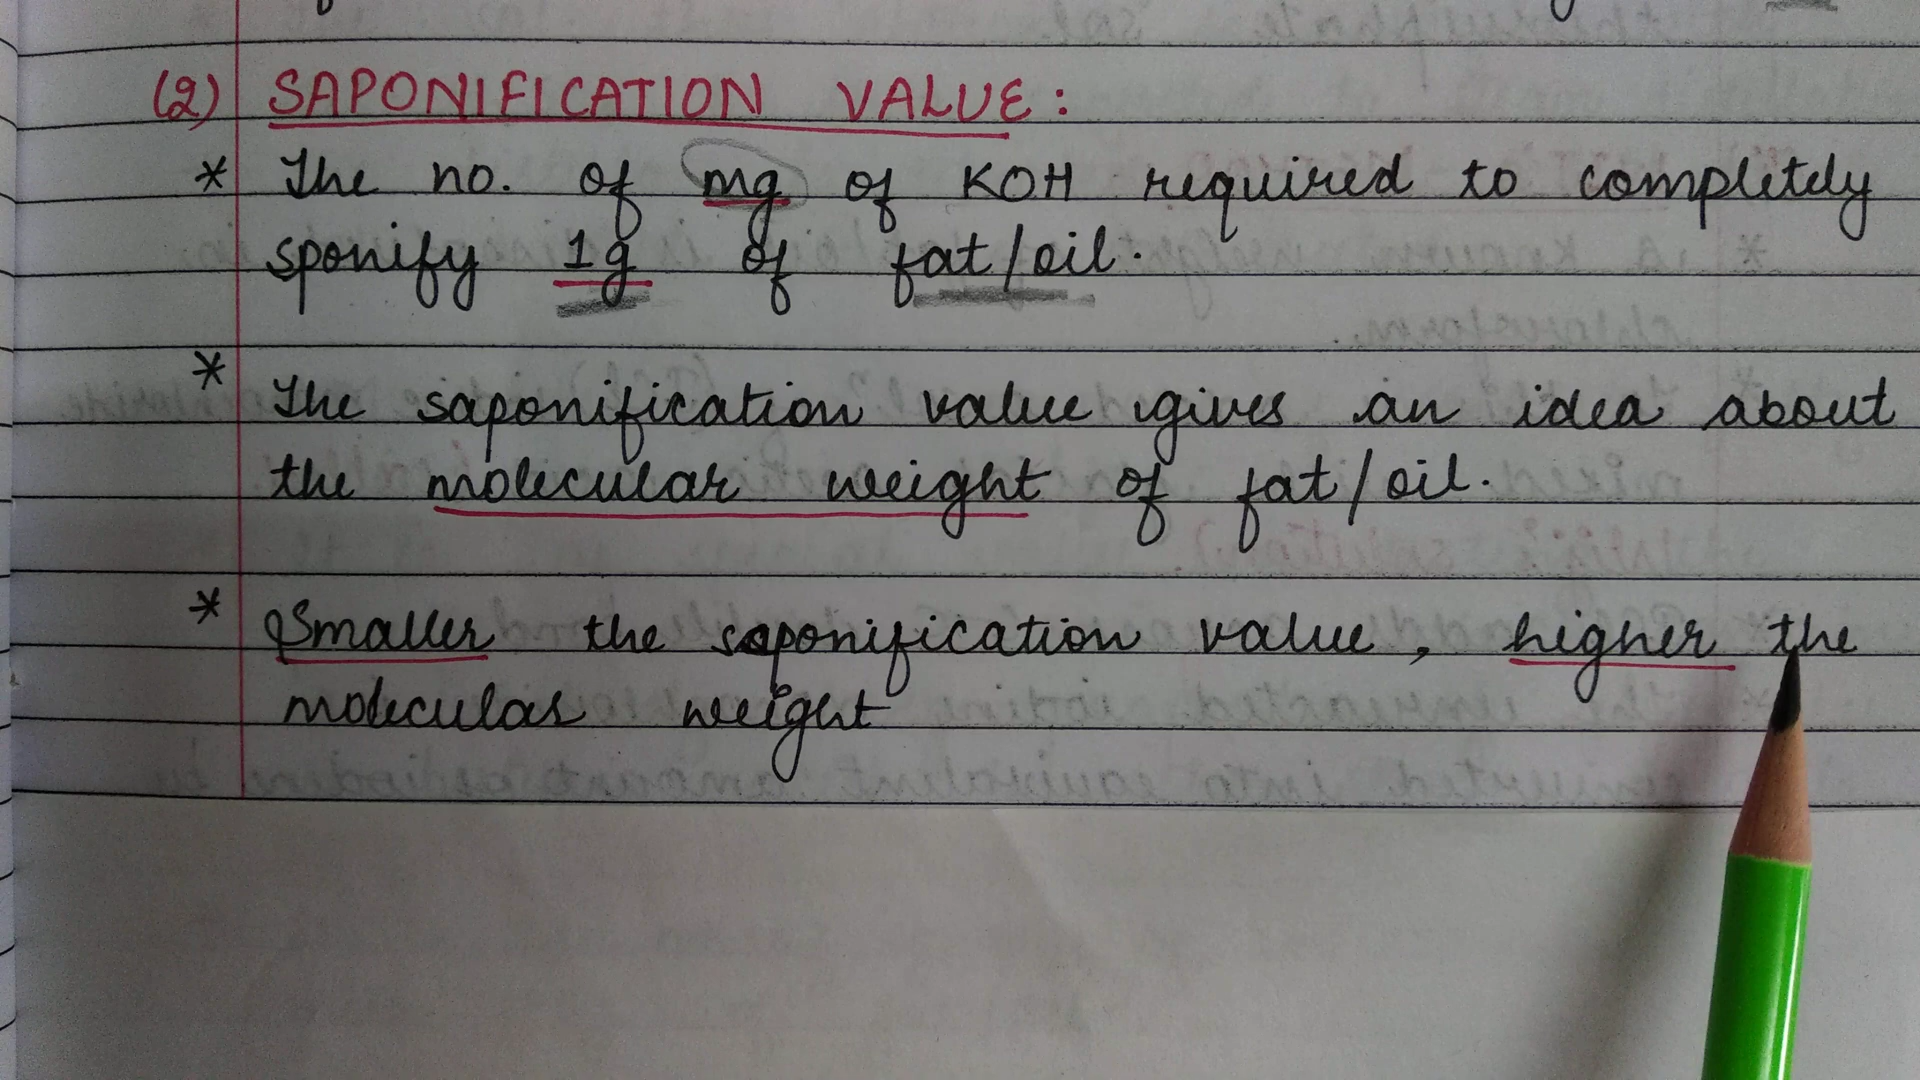 (2) SAPONIFICATION VALUE:
* The no. of mg of KOH required to completely
sponify 1g of fat/oil.
* The saponification value gives an idea about
the molecular weight of fat/oil.
* Smaller the saponification value, higher the
molecular weight